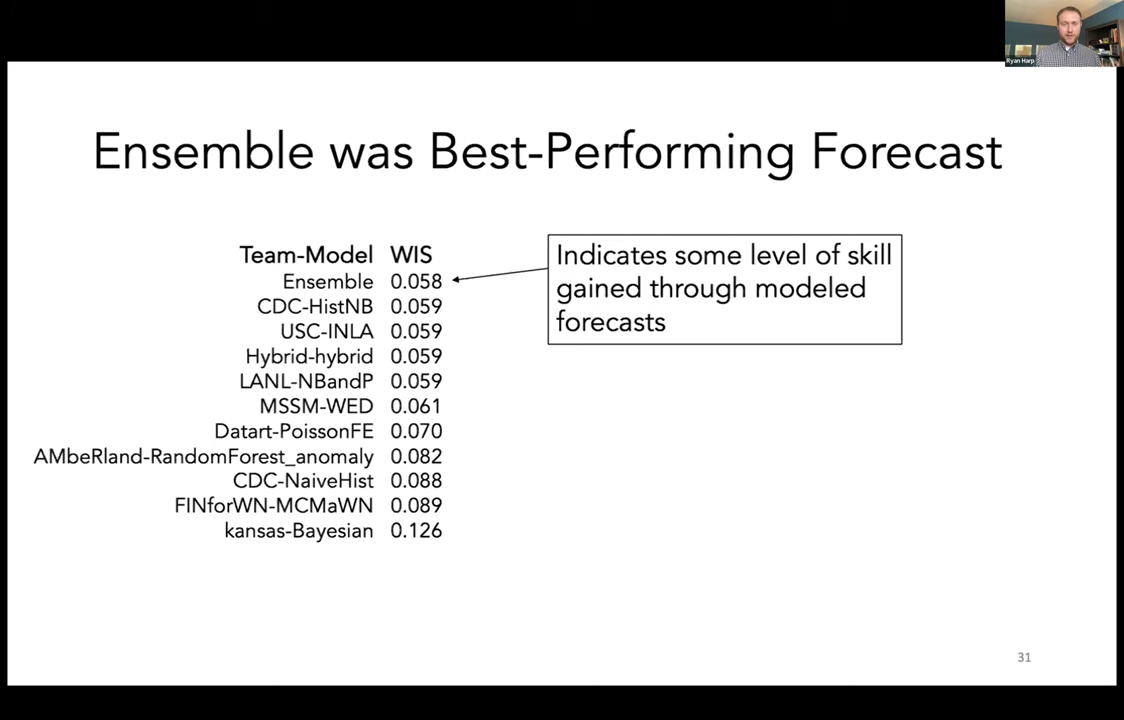 Ryan Harp
Ensemble was Best-Performing Forecast
Team-Model WIS
Ensemble 0.058
CDC-HistNB 0.059
USC-INLA 0.059
Hybrid-hybrid 0.059
LANL-NBandP 0.059
MSSM-WED 0.061
Datart-PoissonFE 0.070
AMbeRland-RandomForest_anomaly 0.082
CDC-NaiveHist 0.088
FINforWN-MCMaWN 0.089
kansas-Bayesian 0.126
Indicates some level of skill
gained through modeled
forecasts
31